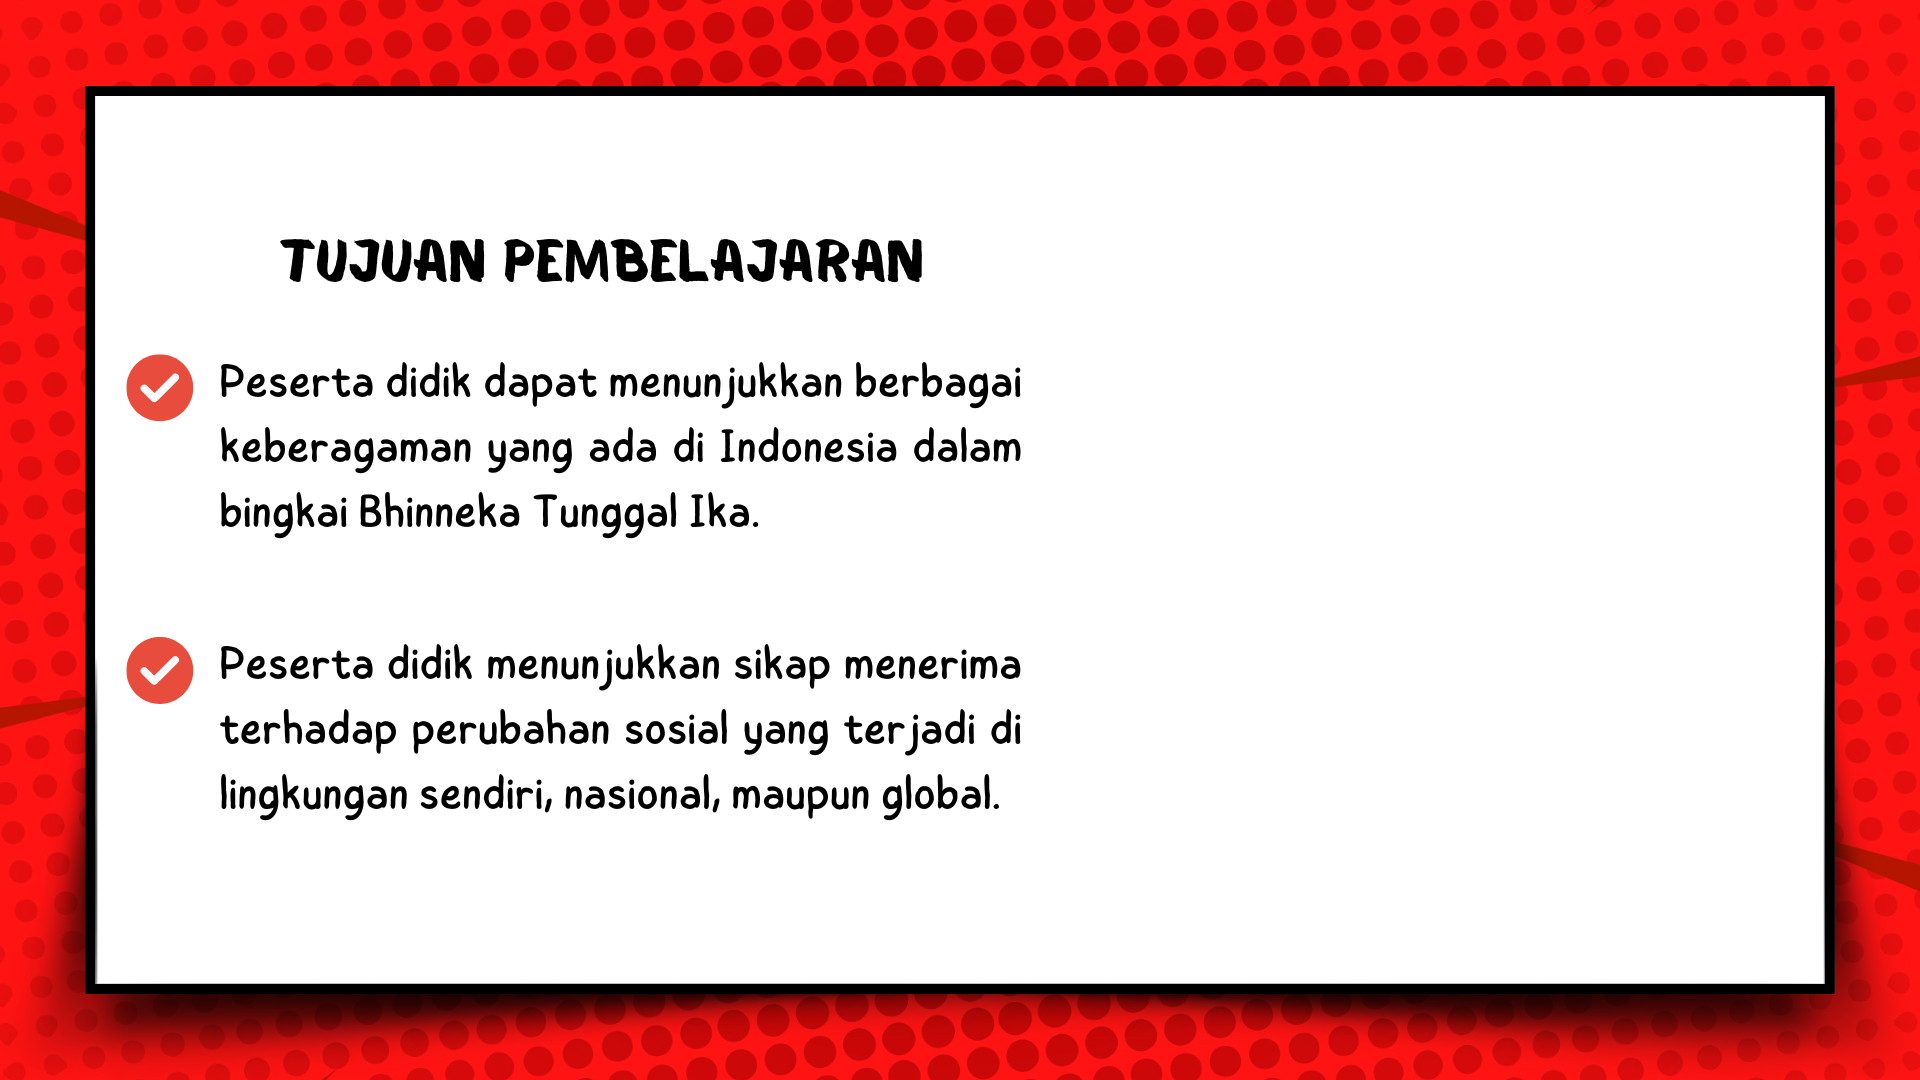 TUJUAN PEMBELAJARAN
Peserta didik dapat menunjukkan berbagai
keberagaman yang ada di Indonesia dalam
bingkai Bhinneka Tunggal Ika.
Peserta didik menunjukkan sikap menerima
terhadap perubahan sosial yang terjadi di
lingkungan sendiri, nasional, maupun global.